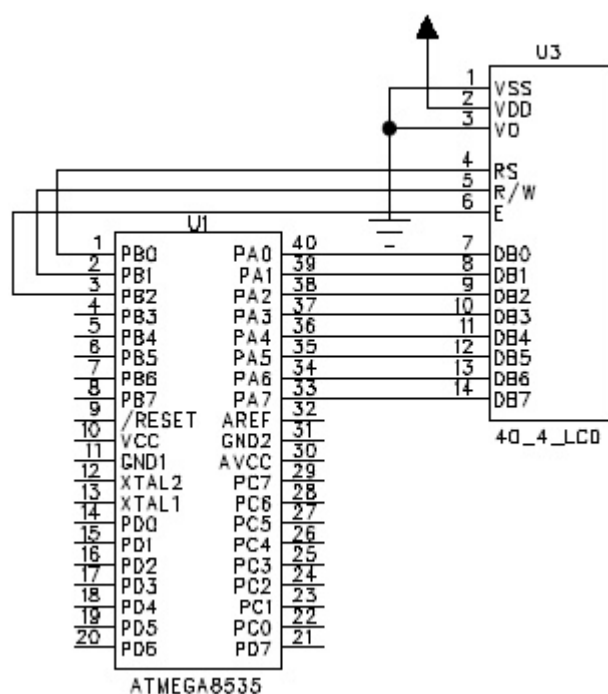 U3
1 VSS
2 VDD
3 VO
4 RS
5 R/W
6 E
7 DB0
8 DB1
9 DB2
10 DB3
11 DB4
12 DB5
13 DB6
14 DB7
40_4_LCD
U1
1 PB0 PA0 40
2 PB1 PA1 39
3 PB2 PA2 38
4 PB3 PA3 37
5 PB4 PA4 36
6 PB5 PA5 35
7 PB6 PA6 34
8 PB7 PA7 33
9 /RESET AREF 32
10 VCC GND2 31
11 GND1 AVCC 30
12 XTAL2 PC7 29
13 XTAL1 PC6 28
14 PD0 PC5 27
15 PD1 PC4 26
16 PD2 PC3 25
17 PD3 PC2 24
18 PD4 PC1 23
19 PD5 PC0 22
20 PD6 PD7 21
ATMEGA8535